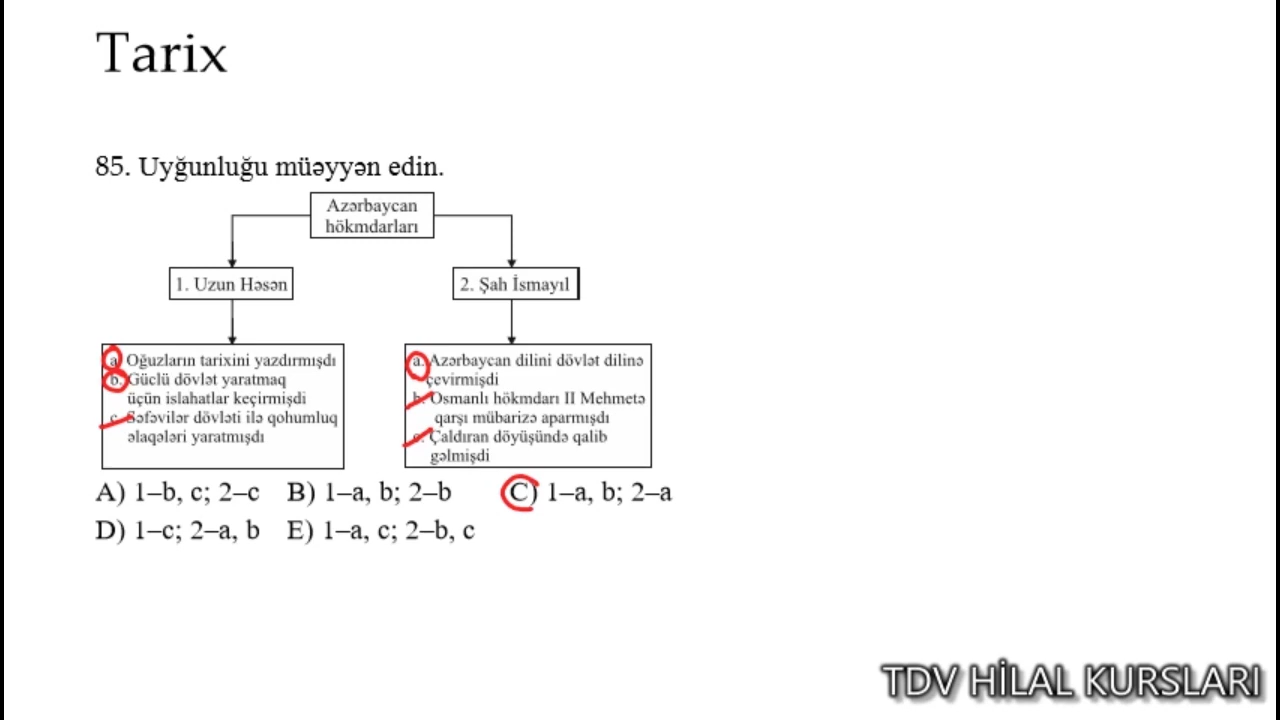 Tarix
85. Uyğunluğu müəyyən edin.
Azərbaycan
hökmdarları
1. Uzun Həsən
2. Şah İsmayıl
a. Oğuzların tarixini yazdırmışdı
b. Güclü dövlət yaratmaq
üçün islahatlar keçirmişdi
c. Səfəvilər dövləti ilə qohumluq
əlaqələri yaratmışdı
a. Azərbaycan dilini dövlət dilinə
çevirmişdi
b. Osmanlı hökmdarı II Mehmetə
qarşı mübarizə aparmışdı
c. Çaldıran döyüşündə qalib
gəlmişdi
A) 1–b, c; 2–c B) 1–a, b; 2–b C) 1–a, b; 2–a
D) 1–c; 2–a, b E) 1–a, c; 2–b, c
TDV HİLAL KURSLARI